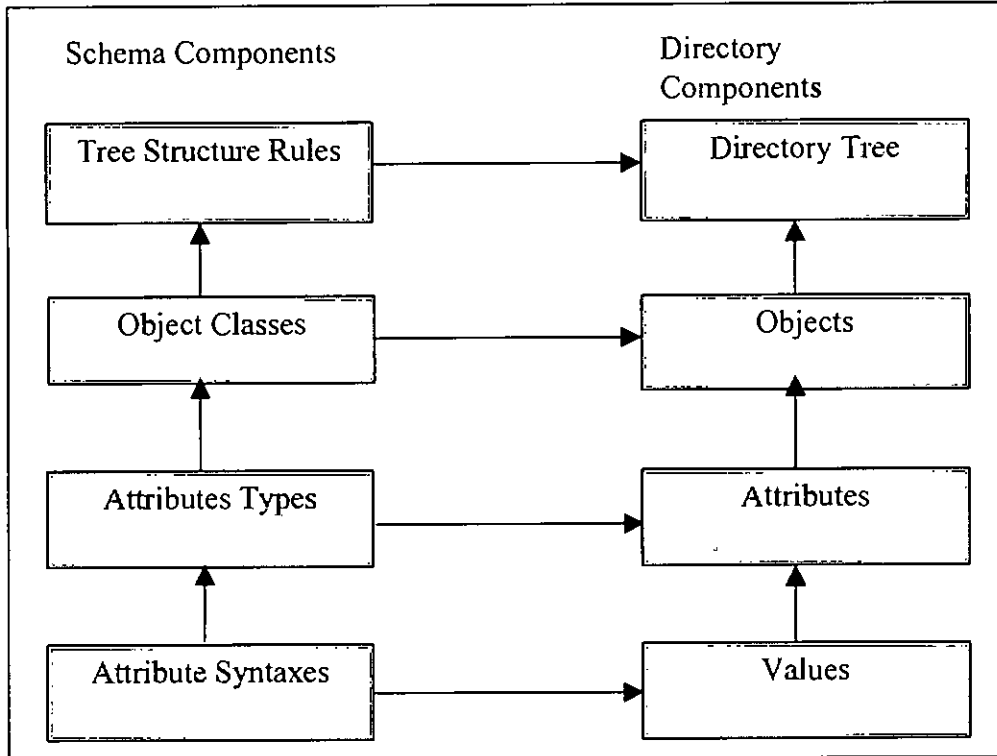 Schema Components
Directory
Components
Tree Structure Rules
Directory Tree
Object Classes
Objects
Attributes Types
Attributes
Attribute Syntaxes
Values